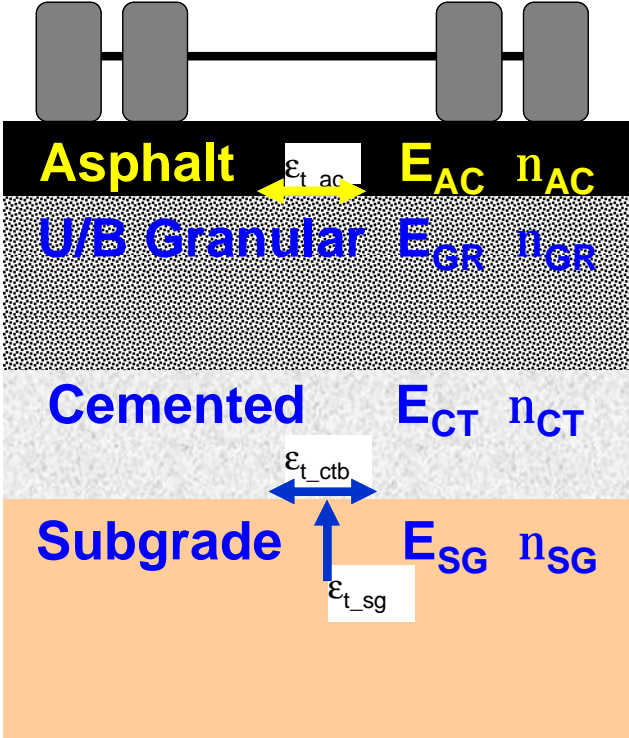 Asphalt ε_t_ac E_AC n_AC
U/B Granular E_GR n_GR
Cemented E_CT n_CT
ε_t_ctb
Subgrade E_SG n_SG
ε_t_sg